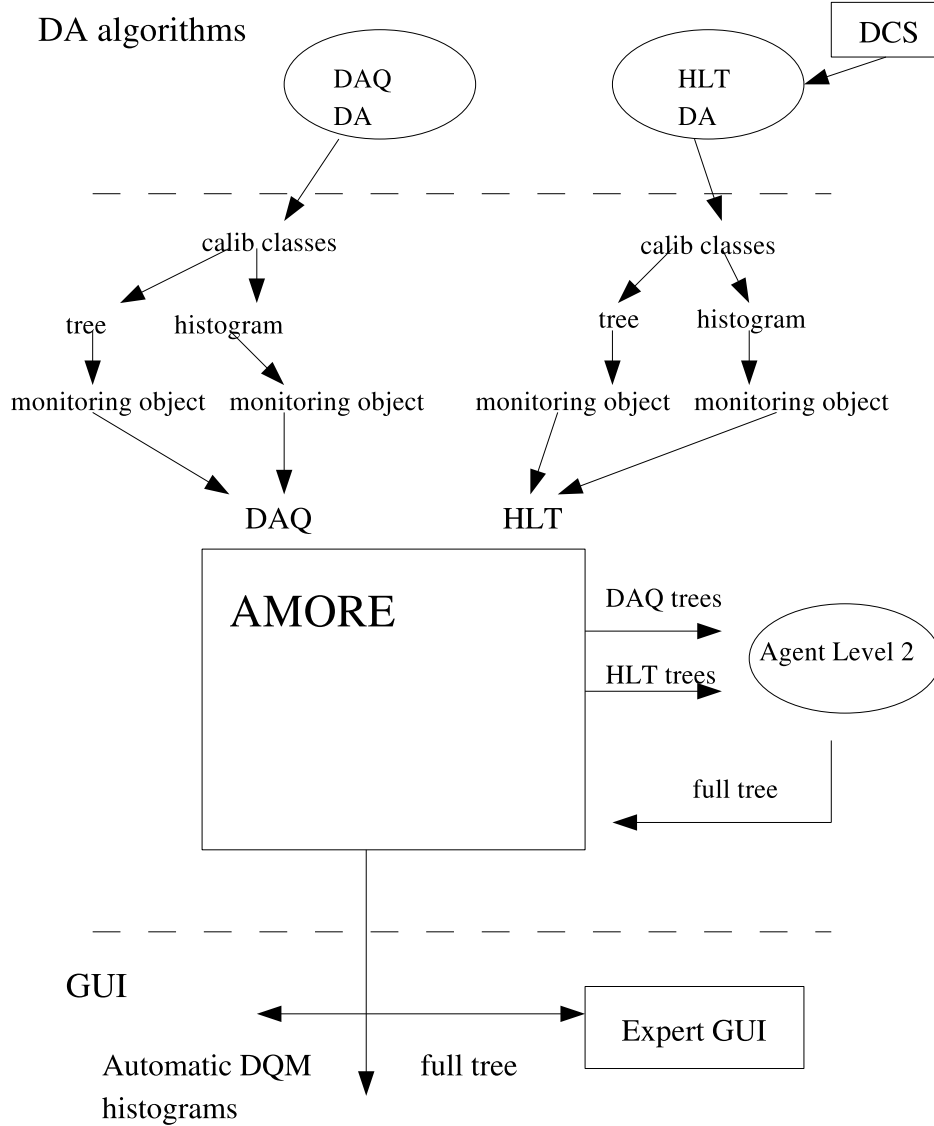 DA algorithms
DCS
DAQ
DA
HLT
DA
calib classes
calib classes
tree
histogram
tree
histogram
monitoring object
monitoring object
monitoring object
monitoring object
DAQ
HLT
AMORE
DAQ trees
Agent Level 2
HLT trees
full tree
GUI
Expert GUI
Automatic DQM
histograms
full tree